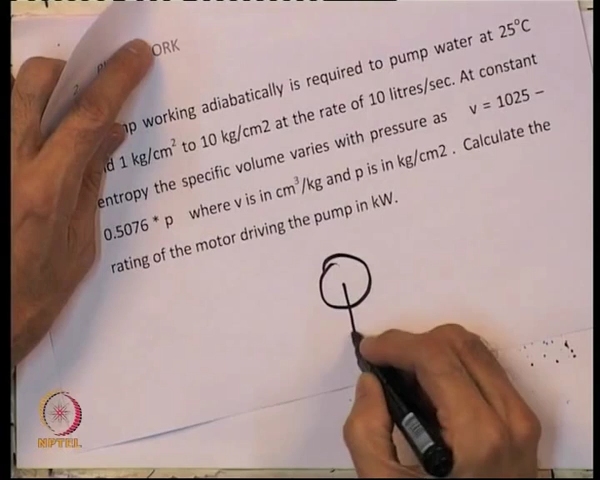 2
ORK
working adiabatically is required to pump water at 25°C
1 kg/cm² to 10 kg/cm2 at the rate of 10 litres/sec. At constant
entropy the specific volume varies with pressure as v = 1025 –
0.5076 * p where v is in cm³/kg and p is in kg/cm2 . Calculate the
rating of the motor driving the pump in kW.
NPTEL